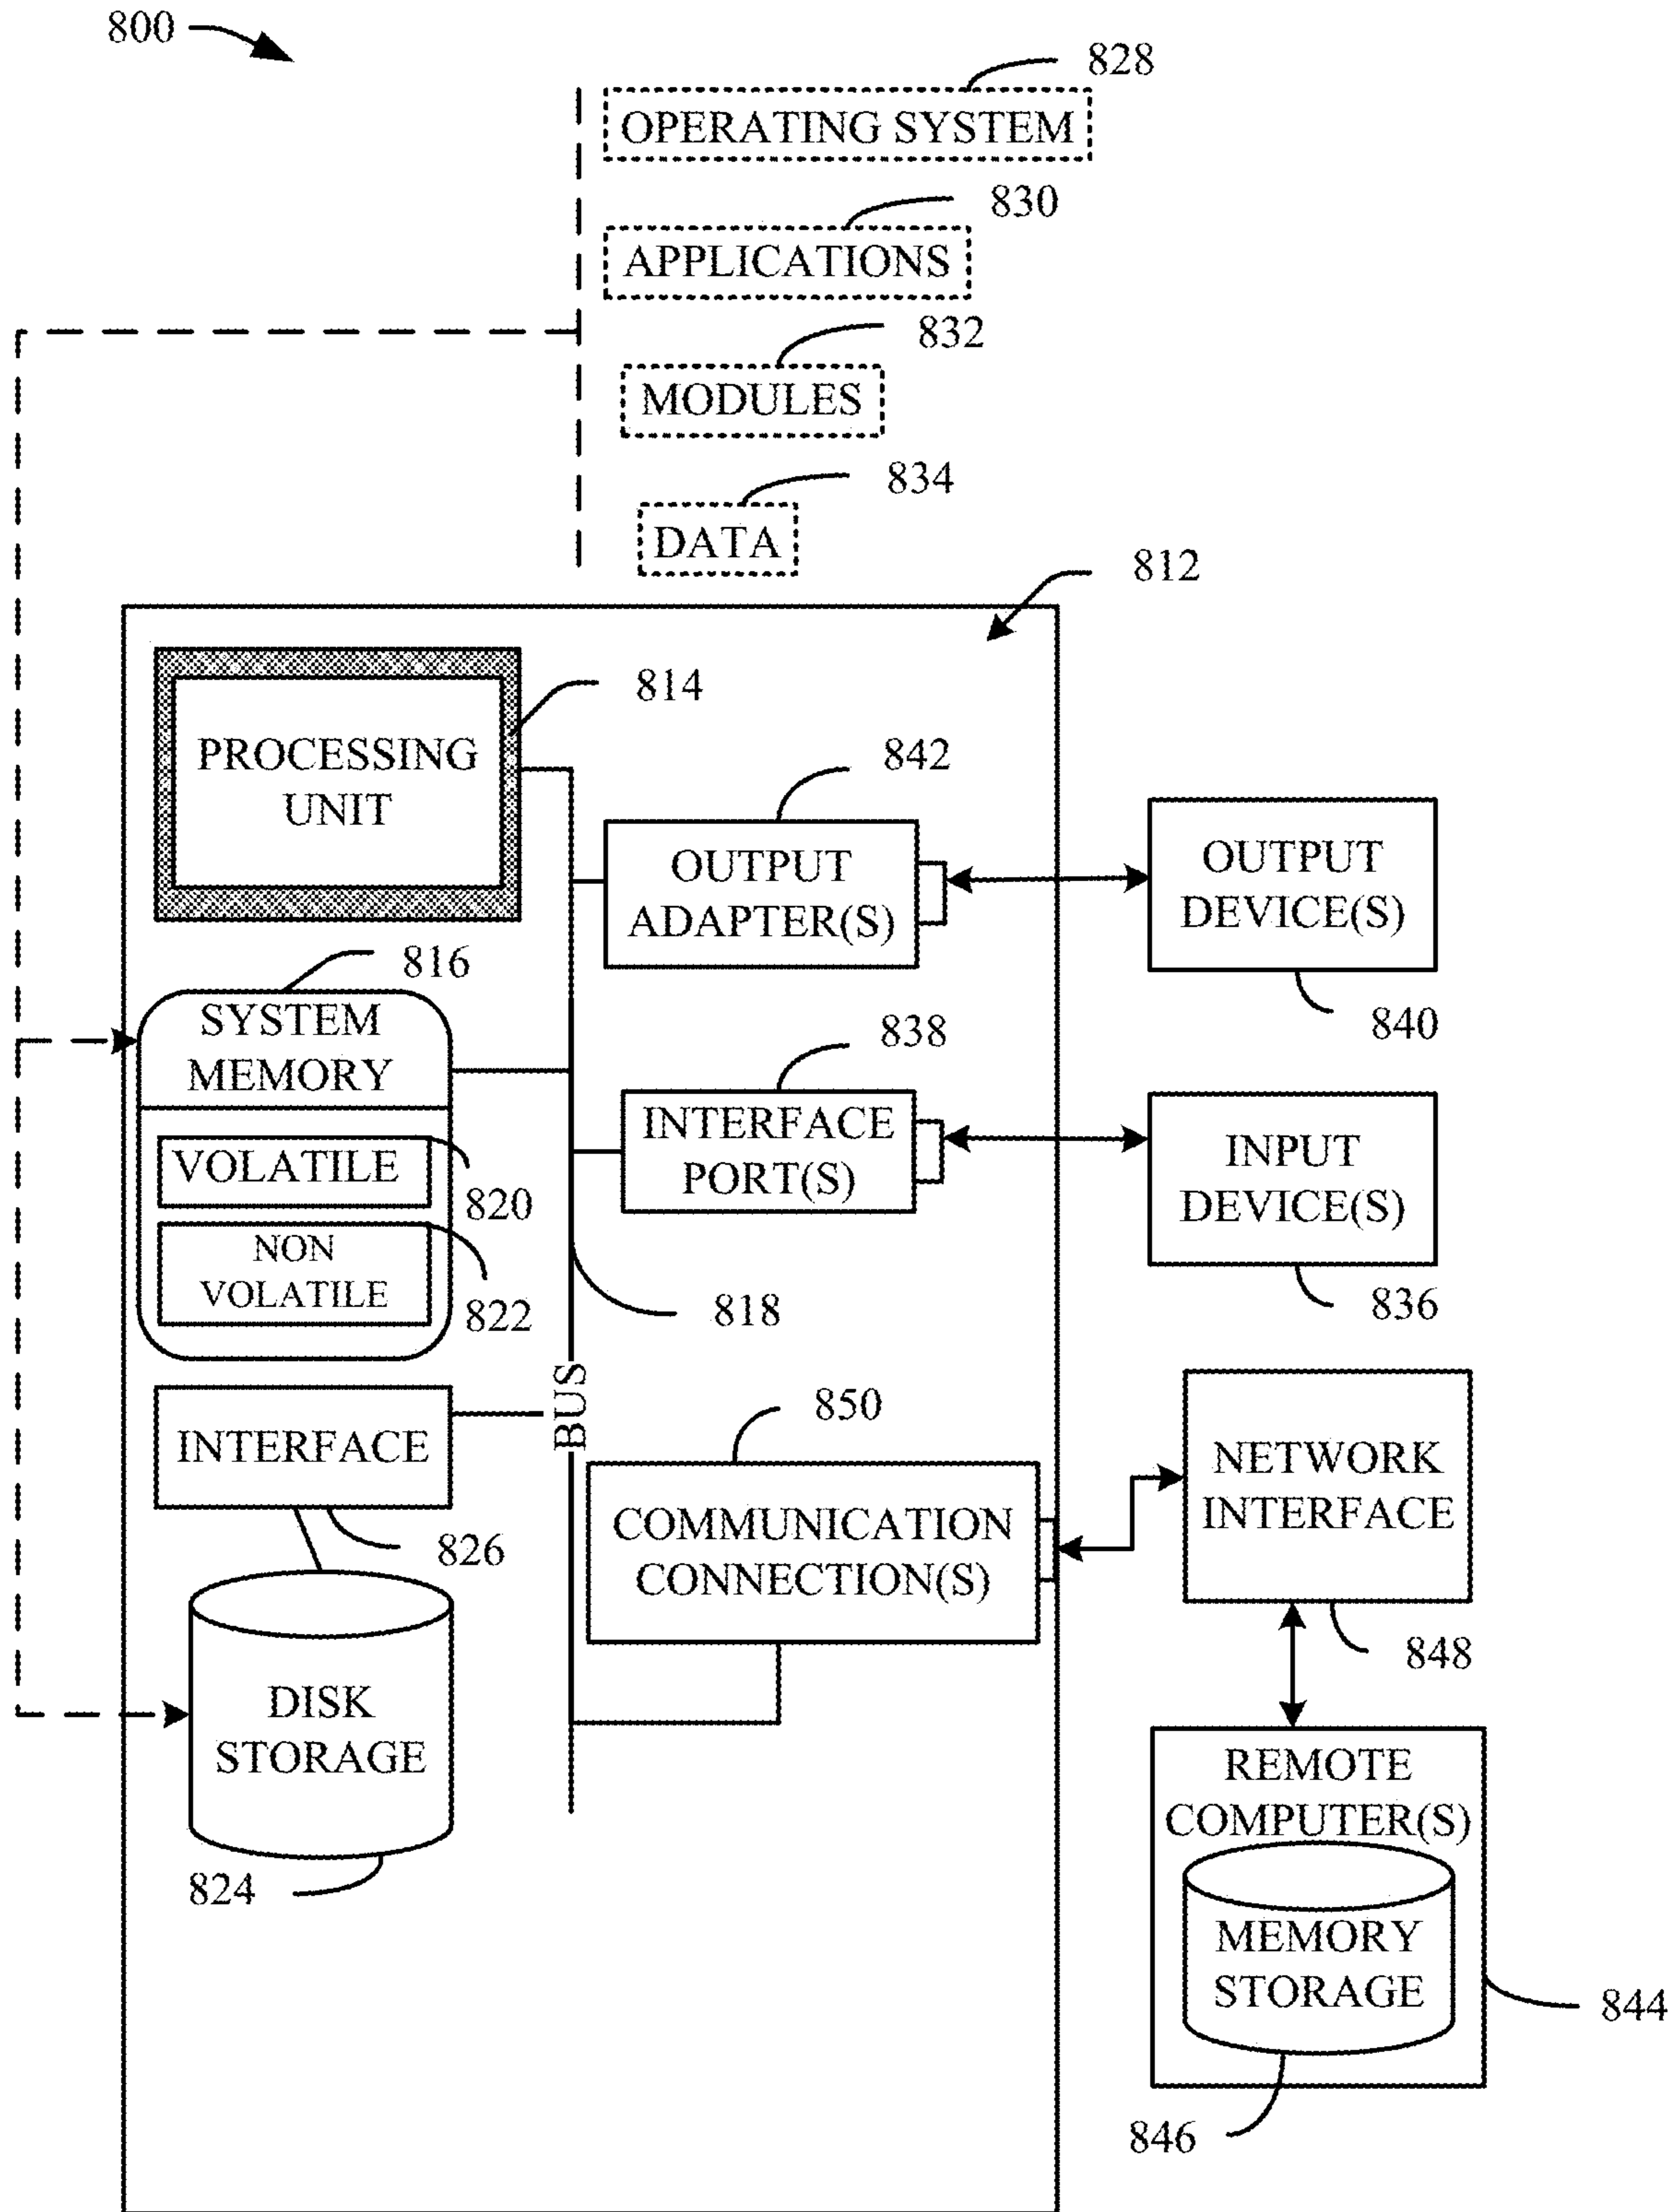 800
828
OPERATING SYSTEM
830
APPLICATIONS
832
MODULES
834
DATA
812
814
PROCESSING
UNIT
842
OUTPUT
ADAPTER(S)
OUTPUT
DEVICE(S)
840
816
SYSTEM
MEMORY
VOLATILE
820
NON
VOLATILE
822
838
INTERFACE
PORT(S)
INPUT
DEVICE(S)
836
818
BUS
INTERFACE
826
850
COMMUNICATION
CONNECTION(S)
NETWORK
INTERFACE
848
DISK
STORAGE
824
REMOTE
COMPUTER(S)
MEMORY
STORAGE
844
846